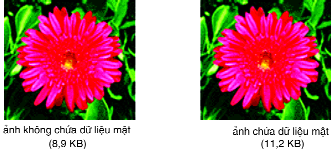 ảnh không chứa dữ liệu mật
(8,9 KB)
ảnh chứa dữ liệu mật
(11,2 KB)